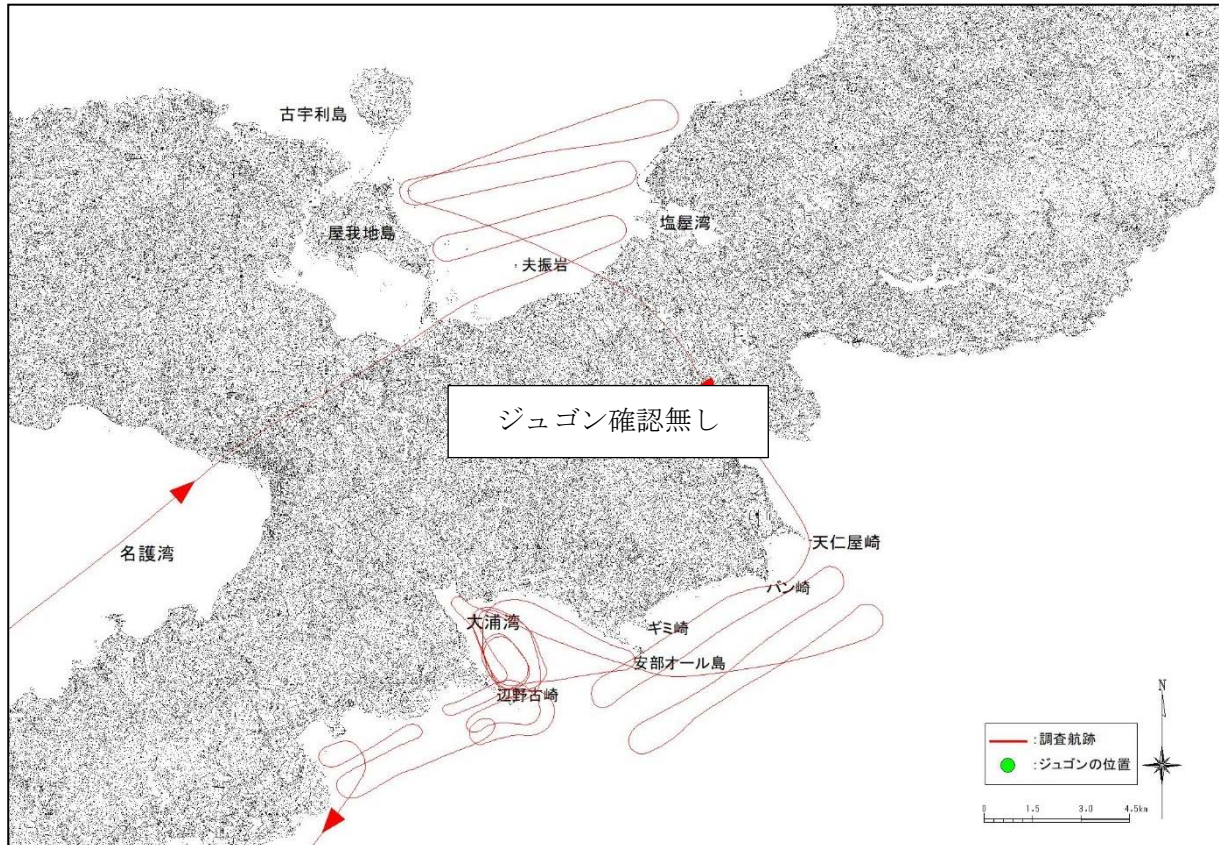 古宇利島
屋我地島
塩屋湾
夫振岩
ジュゴン確認無し
名護湾
天仁屋崎
バン崎
大浦湾
ギミ崎
安部オール島
辺野古崎
N
:調査航跡
:ジュゴンの位置
0 1.5 3.0 4.5km